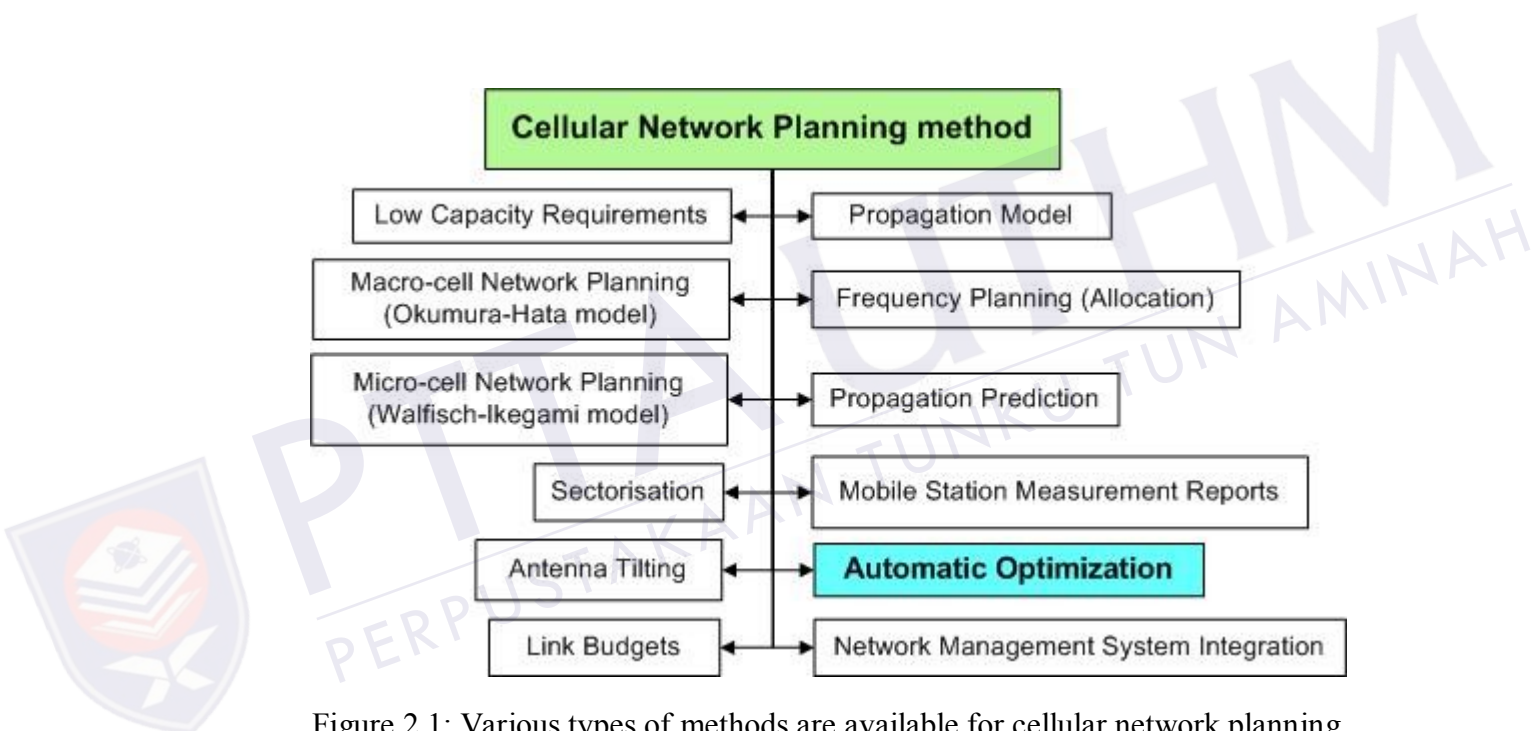 Cellular Network Planning method
Low Capacity Requirements
Propagation Model
Macro-cell Network Planning
(Okumura-Hata model)
Frequency Planning (Allocation)
Micro-cell Network Planning
(Walfisch-Ikegami model)
Propagation Prediction
Sectorisation
Mobile Station Measurement Reports
Antenna Tilting
Automatic Optimization
Link Budgets
Network Management System Integration
Figure 2.1: Various types of methods are available for cellular network planning
PTTA UTHM
PERPUSTAKAAN TUNKU TUN AMINAH